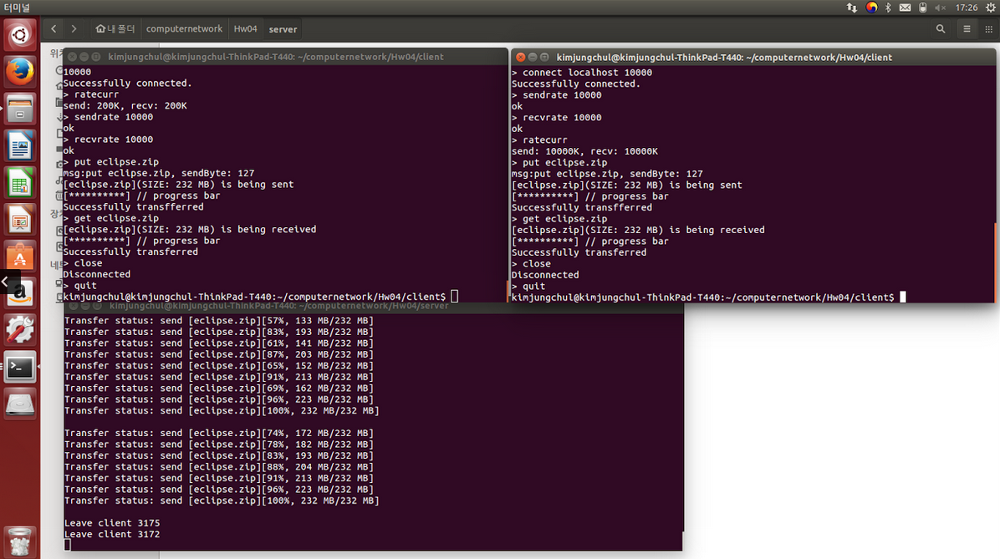 터미널
17:26
내 폴더 computernetwork Hw04 server
위치
kimjungchul@kimjungchul-ThinkPad-T440: ~/computernetwork/Hw04/client
10000
Successfully connected.
> ratecurr
send: 200K, recv: 200K
> sendrate 10000
ok
> recvrate 10000
ok
> put eclipse.zip
msg:put eclipse.zip, sendByte: 127
[eclipse.zip](SIZE: 232 MB) is being sent
[**********] // progress bar
Successfully transfferred
> get eclipse.zip
[eclipse.zip](SIZE: 232 MB) is being received
[**********] // progress bar
Successfully transferred
> close
Disconnected
> quit
kimjungchul@kimjungchul-ThinkPad-T440:~/computernetwork/Hw04/client$
kimjungchul@kimjungchul-ThinkPad-T440: ~/computernetwork/Hw04/client
> connect localhost 10000
Successfully connected.
> sendrate 10000
ok
> recvrate 10000
ok
> ratecurr
send: 10000K, recv: 10000K
> put eclipse.zip
msg:put eclipse.zip, sendByte: 127
[eclipse.zip](SIZE: 232 MB) is being sent
[**********] // progress bar
Successfully transfferred
> get eclipse.zip
[eclipse.zip](SIZE: 232 MB) is being received
[**********] // progress bar
Successfully transferred
> close
Disconnected
> quit
kimjungchul@kimjungchul-ThinkPad-T440:~/computernetwork/Hw04/client$
kimjungchul@kimjungchul-ThinkPad-T440: ~/computernetwork/Hw04/server
Transfer status: send [eclipse.zip][57%, 133 MB/232 MB]
Transfer status: send [eclipse.zip][83%, 193 MB/232 MB]
Transfer status: send [eclipse.zip][61%, 141 MB/232 MB]
Transfer status: send [eclipse.zip][87%, 203 MB/232 MB]
Transfer status: send [eclipse.zip][65%, 152 MB/232 MB]
Transfer status: send [eclipse.zip][91%, 213 MB/232 MB]
Transfer status: send [eclipse.zip][69%, 162 MB/232 MB]
Transfer status: send [eclipse.zip][96%, 223 MB/232 MB]
Transfer status: send [eclipse.zip][100%, 232 MB/232 MB]
Transfer status: send [eclipse.zip][74%, 172 MB/232 MB]
Transfer status: send [eclipse.zip][78%, 182 MB/232 MB]
Transfer status: send [eclipse.zip][83%, 193 MB/232 MB]
Transfer status: send [eclipse.zip][88%, 204 MB/232 MB]
Transfer status: send [eclipse.zip][91%, 213 MB/232 MB]
Transfer status: send [eclipse.zip][96%, 223 MB/232 MB]
Transfer status: send [eclipse.zip][100%, 232 MB/232 MB]
Leave client 3175
Leave client 3172